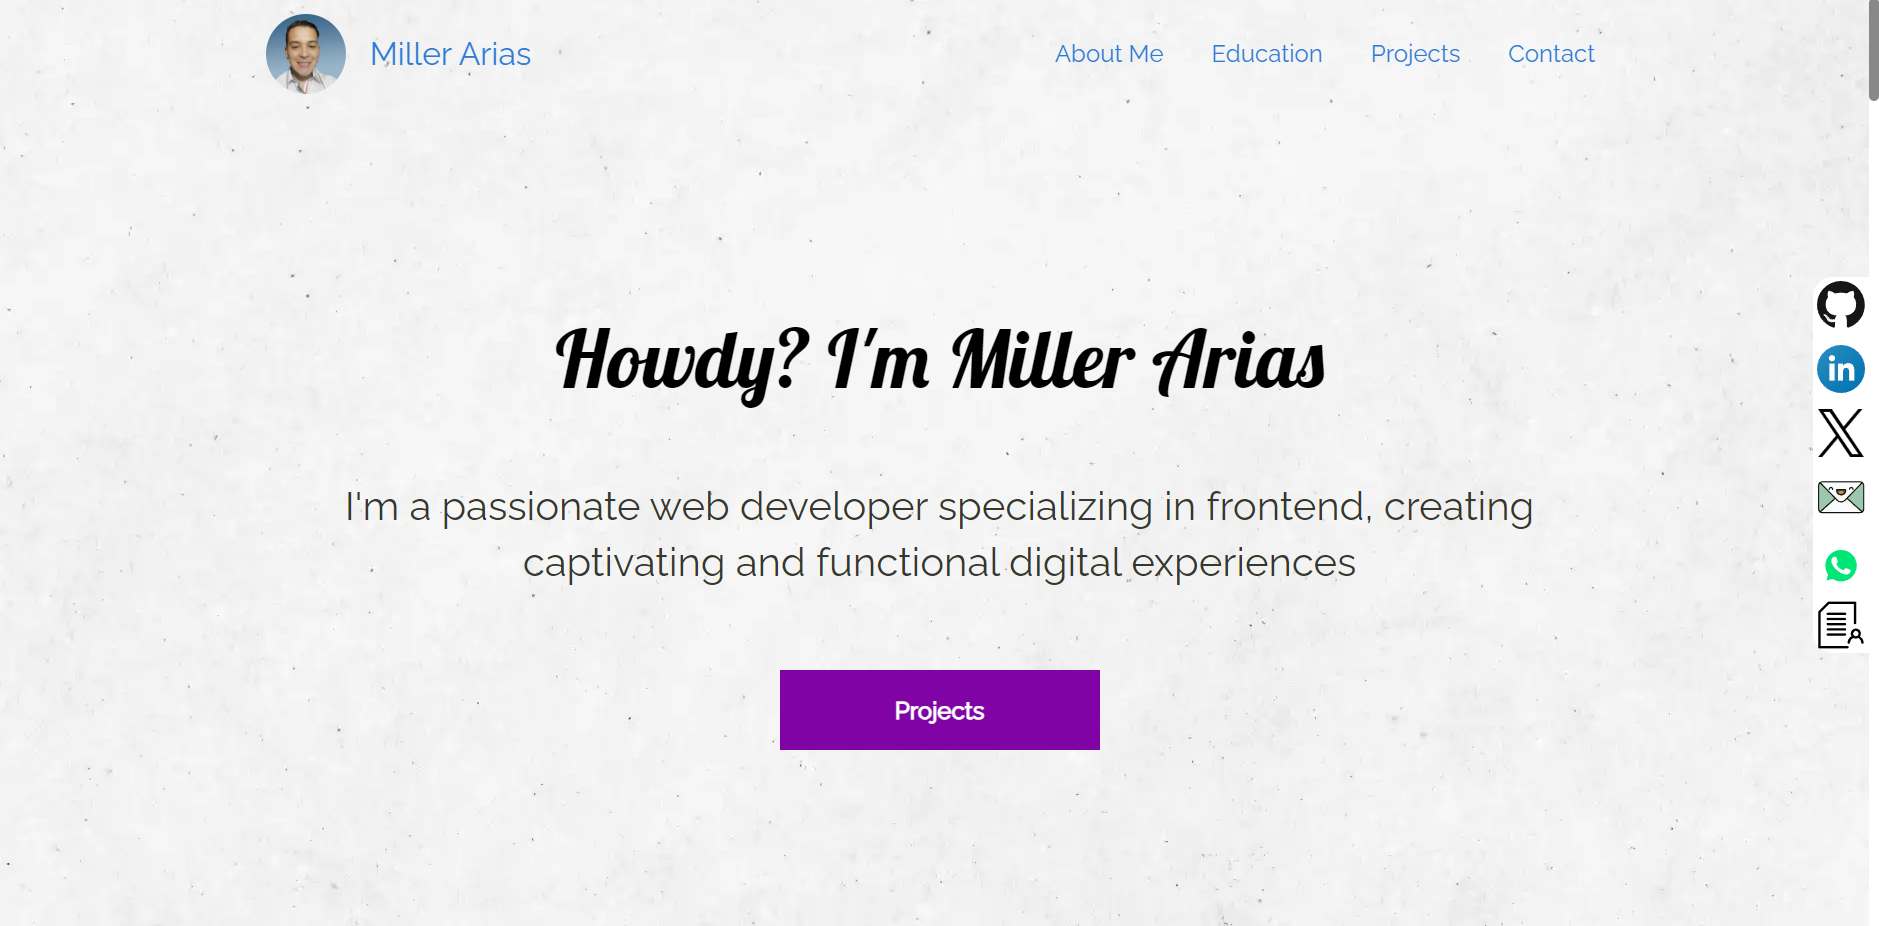 Miller Arias
About Me Education Projects Contact
Howdy? I'm Miller Arias
in
I'm a passionate web developer specializing in frontend, creating
captivating and functional digital experiences
Projects